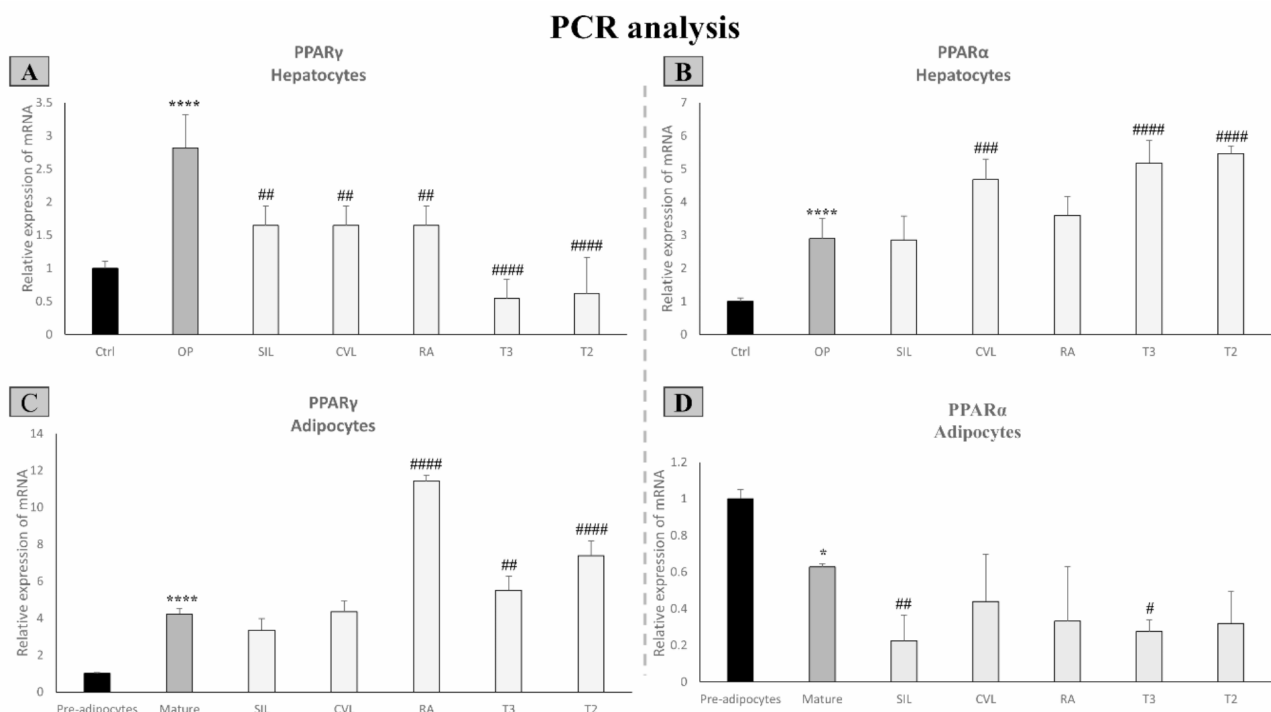 PCR analysis
A
PPARγ
Hepatocytes
Relative expression of mRNA
3.5
3
2.5
2
1.5
1
0.5
0
****
##
##
##
####
####
Ctrl
OP
SIL
CVL
RA
T3
T2
B
PPARα
Hepatocytes
Relative expression of mRNA
7
6
5
4
3
2
1
0
****
###
####
####
Ctrl
OP
SIL
CVL
RA
T3
T2
C
PPARγ
Adipocytes
Relative expression of mRNA
14
12
10
8
6
4
2
0
****
####
##
####
Pre-adipocytes
Mature
SIL
CVL
RA
T3
T2
D
PPARα
Adipocytes
Relative expression of mRNA
1.2
1
0.8
0.6
0.4
0.2
0
*
##
#
Pre-adipocytes
Mature
SIL
CVL
RA
T3
T2